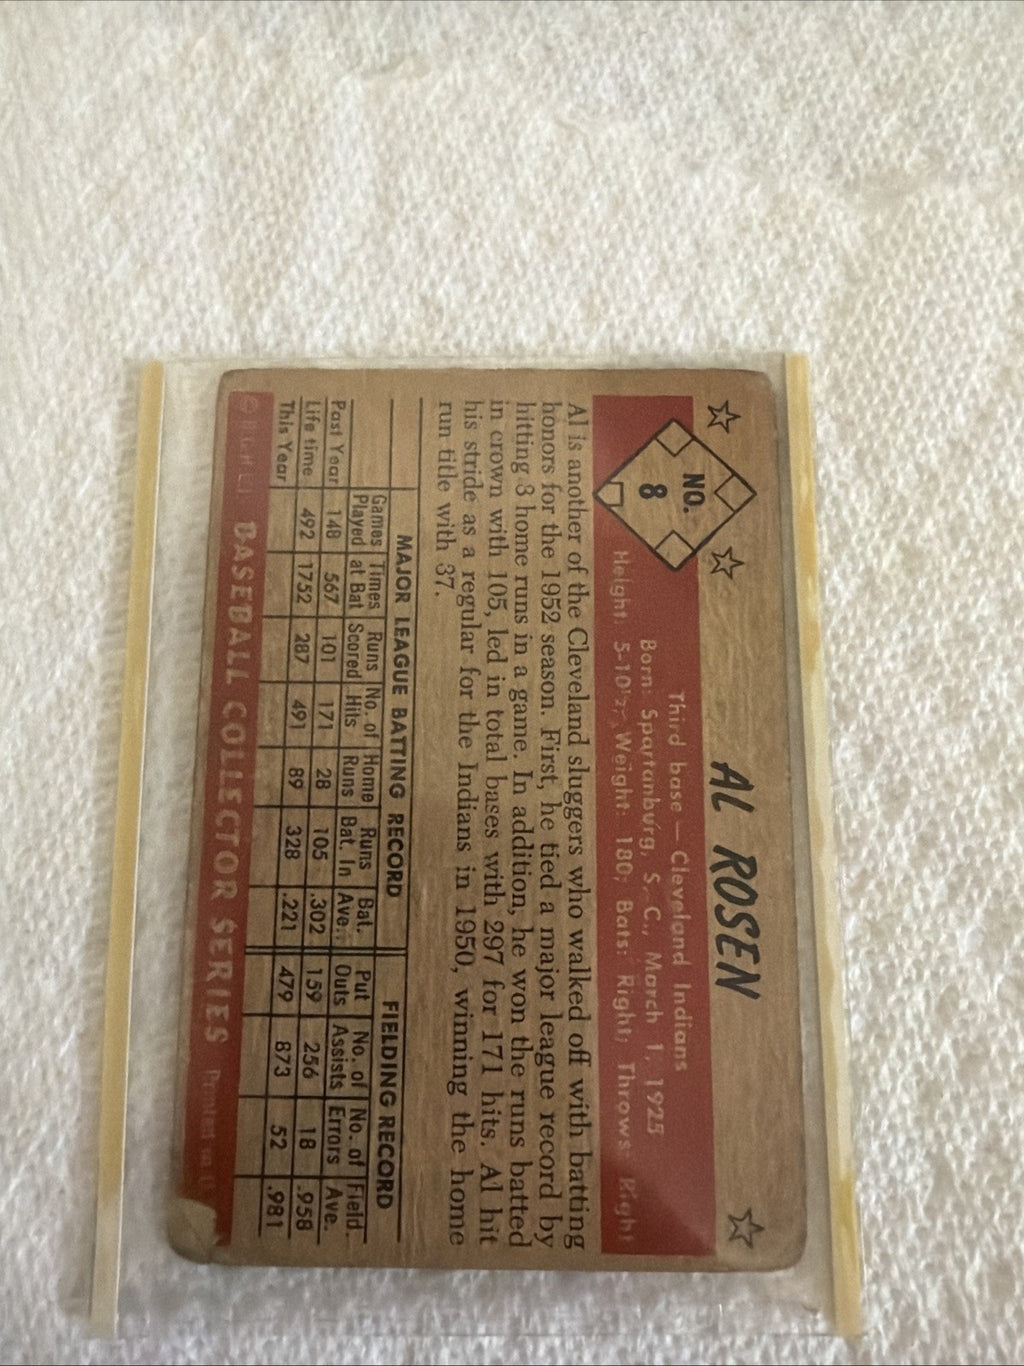 AL ROSEN
NO.
8
Third base — Cleveland Indians
Born: Spartanburg, S. C., March 1, 1925
Height: 5-10½; Weight: 180; Bats: Right; Throws: Right
Al is another of the Cleveland sluggers who walked off with batting
honors for the 1952 season. First, he tied a major league record by
hitting 3 home runs in a game. In addition, he won the runs batted
in crown with 105, led in total bases with 297 for 171 hits. Al hit
his stride as a regular for the Indians in 1950, winning the home
run title with 37.
MAJOR LEAGUE BATTING RECORD FIELDING RECORD
Games Times Runs No. of Home Runs Bat. Put No. of No. of Field.
Played at Bat Scored Hits Runs Bat. In Ave. Outs Assists Errors Ave.
Past Year 148 567 101 171 28 105 .302 159 256 18 .958
Life time 492 1752 287 491 89 328 .221 479 873 52 .981
This Year
BASEBALL COLLECTOR SERIES Printed in